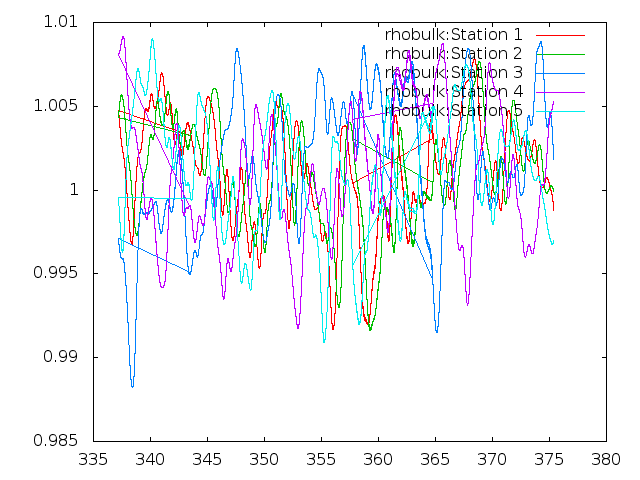 1.01
1.005
1
0.995
0.99
0.985
335 340 345 350 355 360 365 370 375 380
rhobulk:Station 1
rhobulk:Station 2
rhobulk:Station 3
rhobulk:Station 4
rhobulk:Station 5